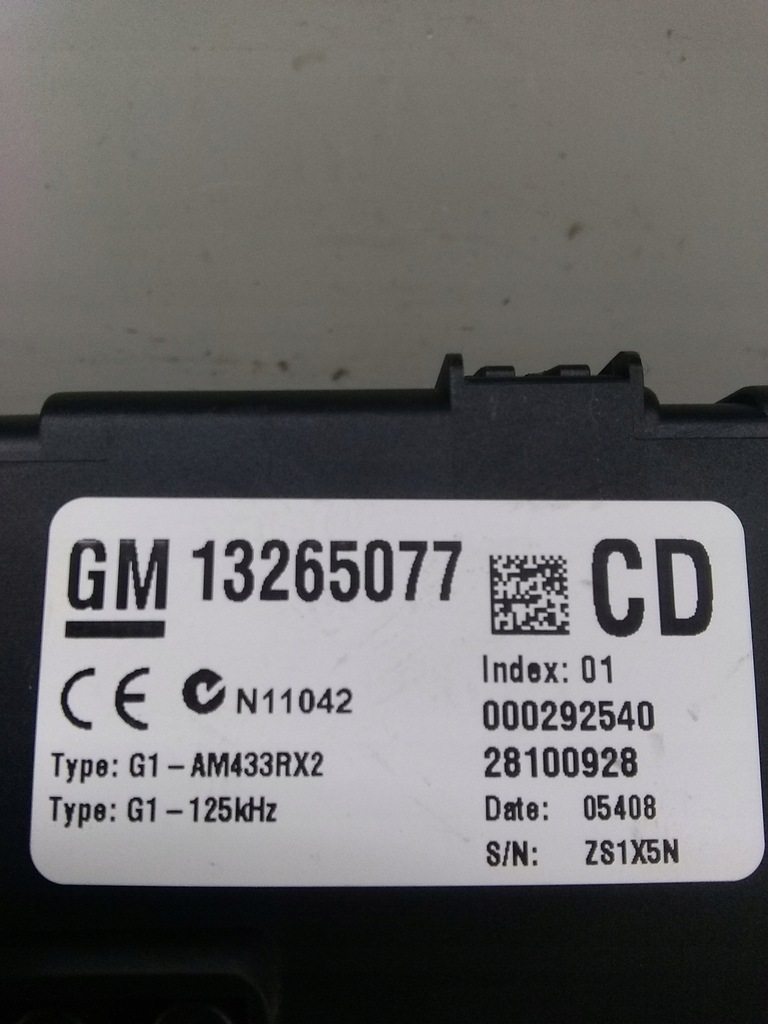 GM 13265077 CD
CE N11042
Type: G1-AM433RX2
Type: G1-125kHz
Index: 01
000292540
28100928
Date: 05408
S/N: ZS1X5N